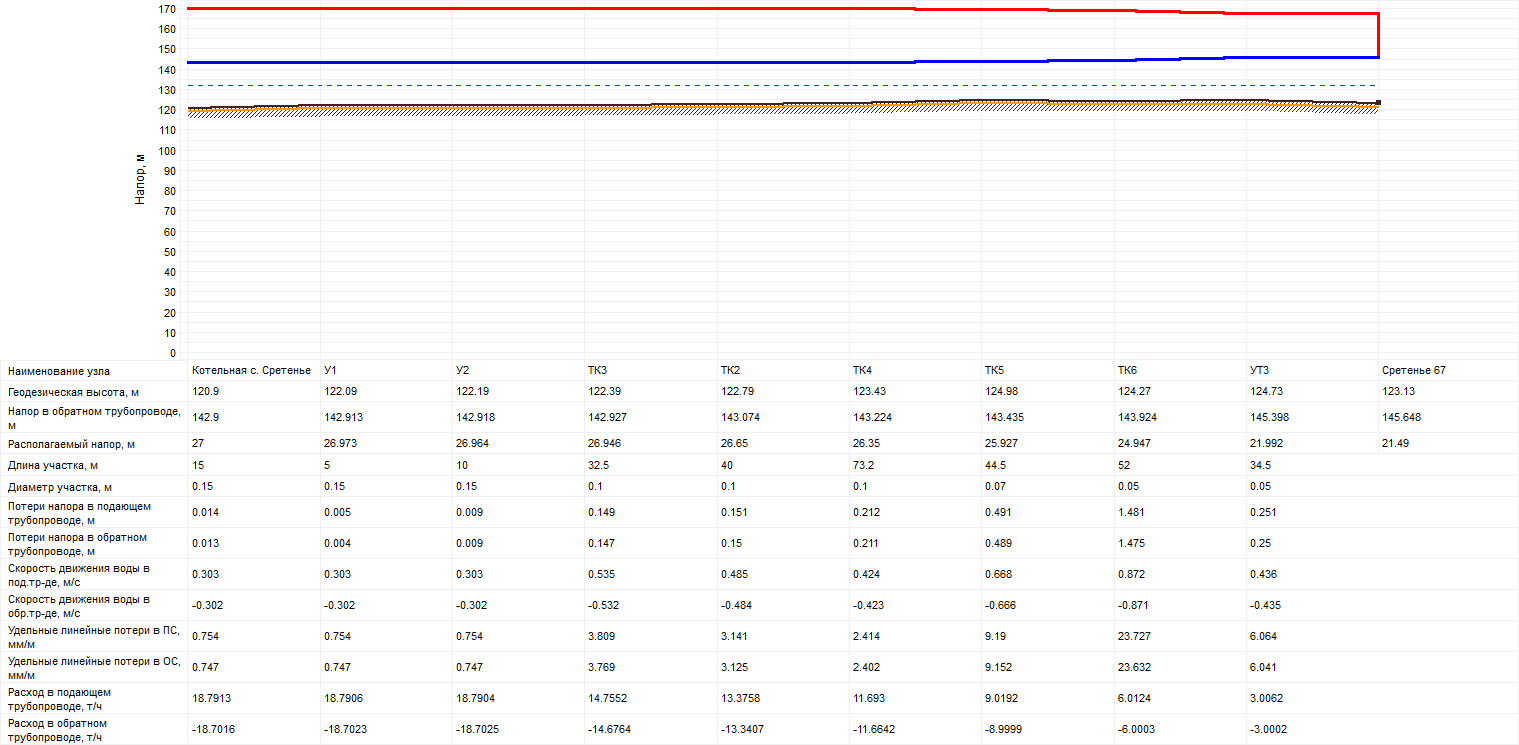 170
160
150
140
130
120
110
100
90
80
70
60
50
40
30
20
10
0
Напор, м
Наименование узла Котельная с. Сретенье У1 У2 ТК3 ТК2 ТК4 ТК5 ТК6 УТ3 Сретенье 67
Геодезическая высота, м 120.9 122.09 122.19 122.39 122.79 123.43 124.98 124.27 124.73 123.13
Напор в обратном трубопроводе,
м 142.9 142.913 142.918 142.927 143.074 143.224 143.435 143.924 145.398 145.648
Располагаемый напор, м 27 26.973 26.964 26.946 26.65 26.35 25.927 24.947 21.992 21.49
Длина участка, м 15 5 10 32.5 40 73.2 44.5 52 34.5
Диаметр участка, м 0.15 0.15 0.15 0.1 0.1 0.1 0.07 0.05 0.05
Потери напора в подающем
трубопроводе, м 0.014 0.005 0.009 0.149 0.151 0.212 0.491 1.481 0.251
Потери напора в обратном
трубопроводе, м 0.013 0.004 0.009 0.147 0.15 0.211 0.489 1.475 0.25
Скорость движения воды в
под.тр-де, м/с 0.303 0.303 0.303 0.535 0.485 0.424 0.668 0.872 0.436
Скорость движения воды в
обр.тр-де, м/с -0.302 -0.302 -0.302 -0.532 -0.484 -0.423 -0.666 -0.871 -0.435
Удельные линейные потери в ПС,
мм/м 0.754 0.754 0.754 3.809 3.141 2.414 9.19 23.727 6.064
Удельные линейные потери в ОС,
мм/м 0.747 0.747 0.747 3.769 3.125 2.402 9.152 23.632 6.041
Расход в подающем
трубопроводе, т/ч 18.7913 18.7906 18.7904 14.7552 13.3758 11.693 9.0192 6.0124 3.0062
Расход в обратном
трубопроводе, т/ч -18.7016 -18.7023 -18.7025 -14.6764 -13.3407 -11.6642 -8.9999 -6.0003 -3.0002